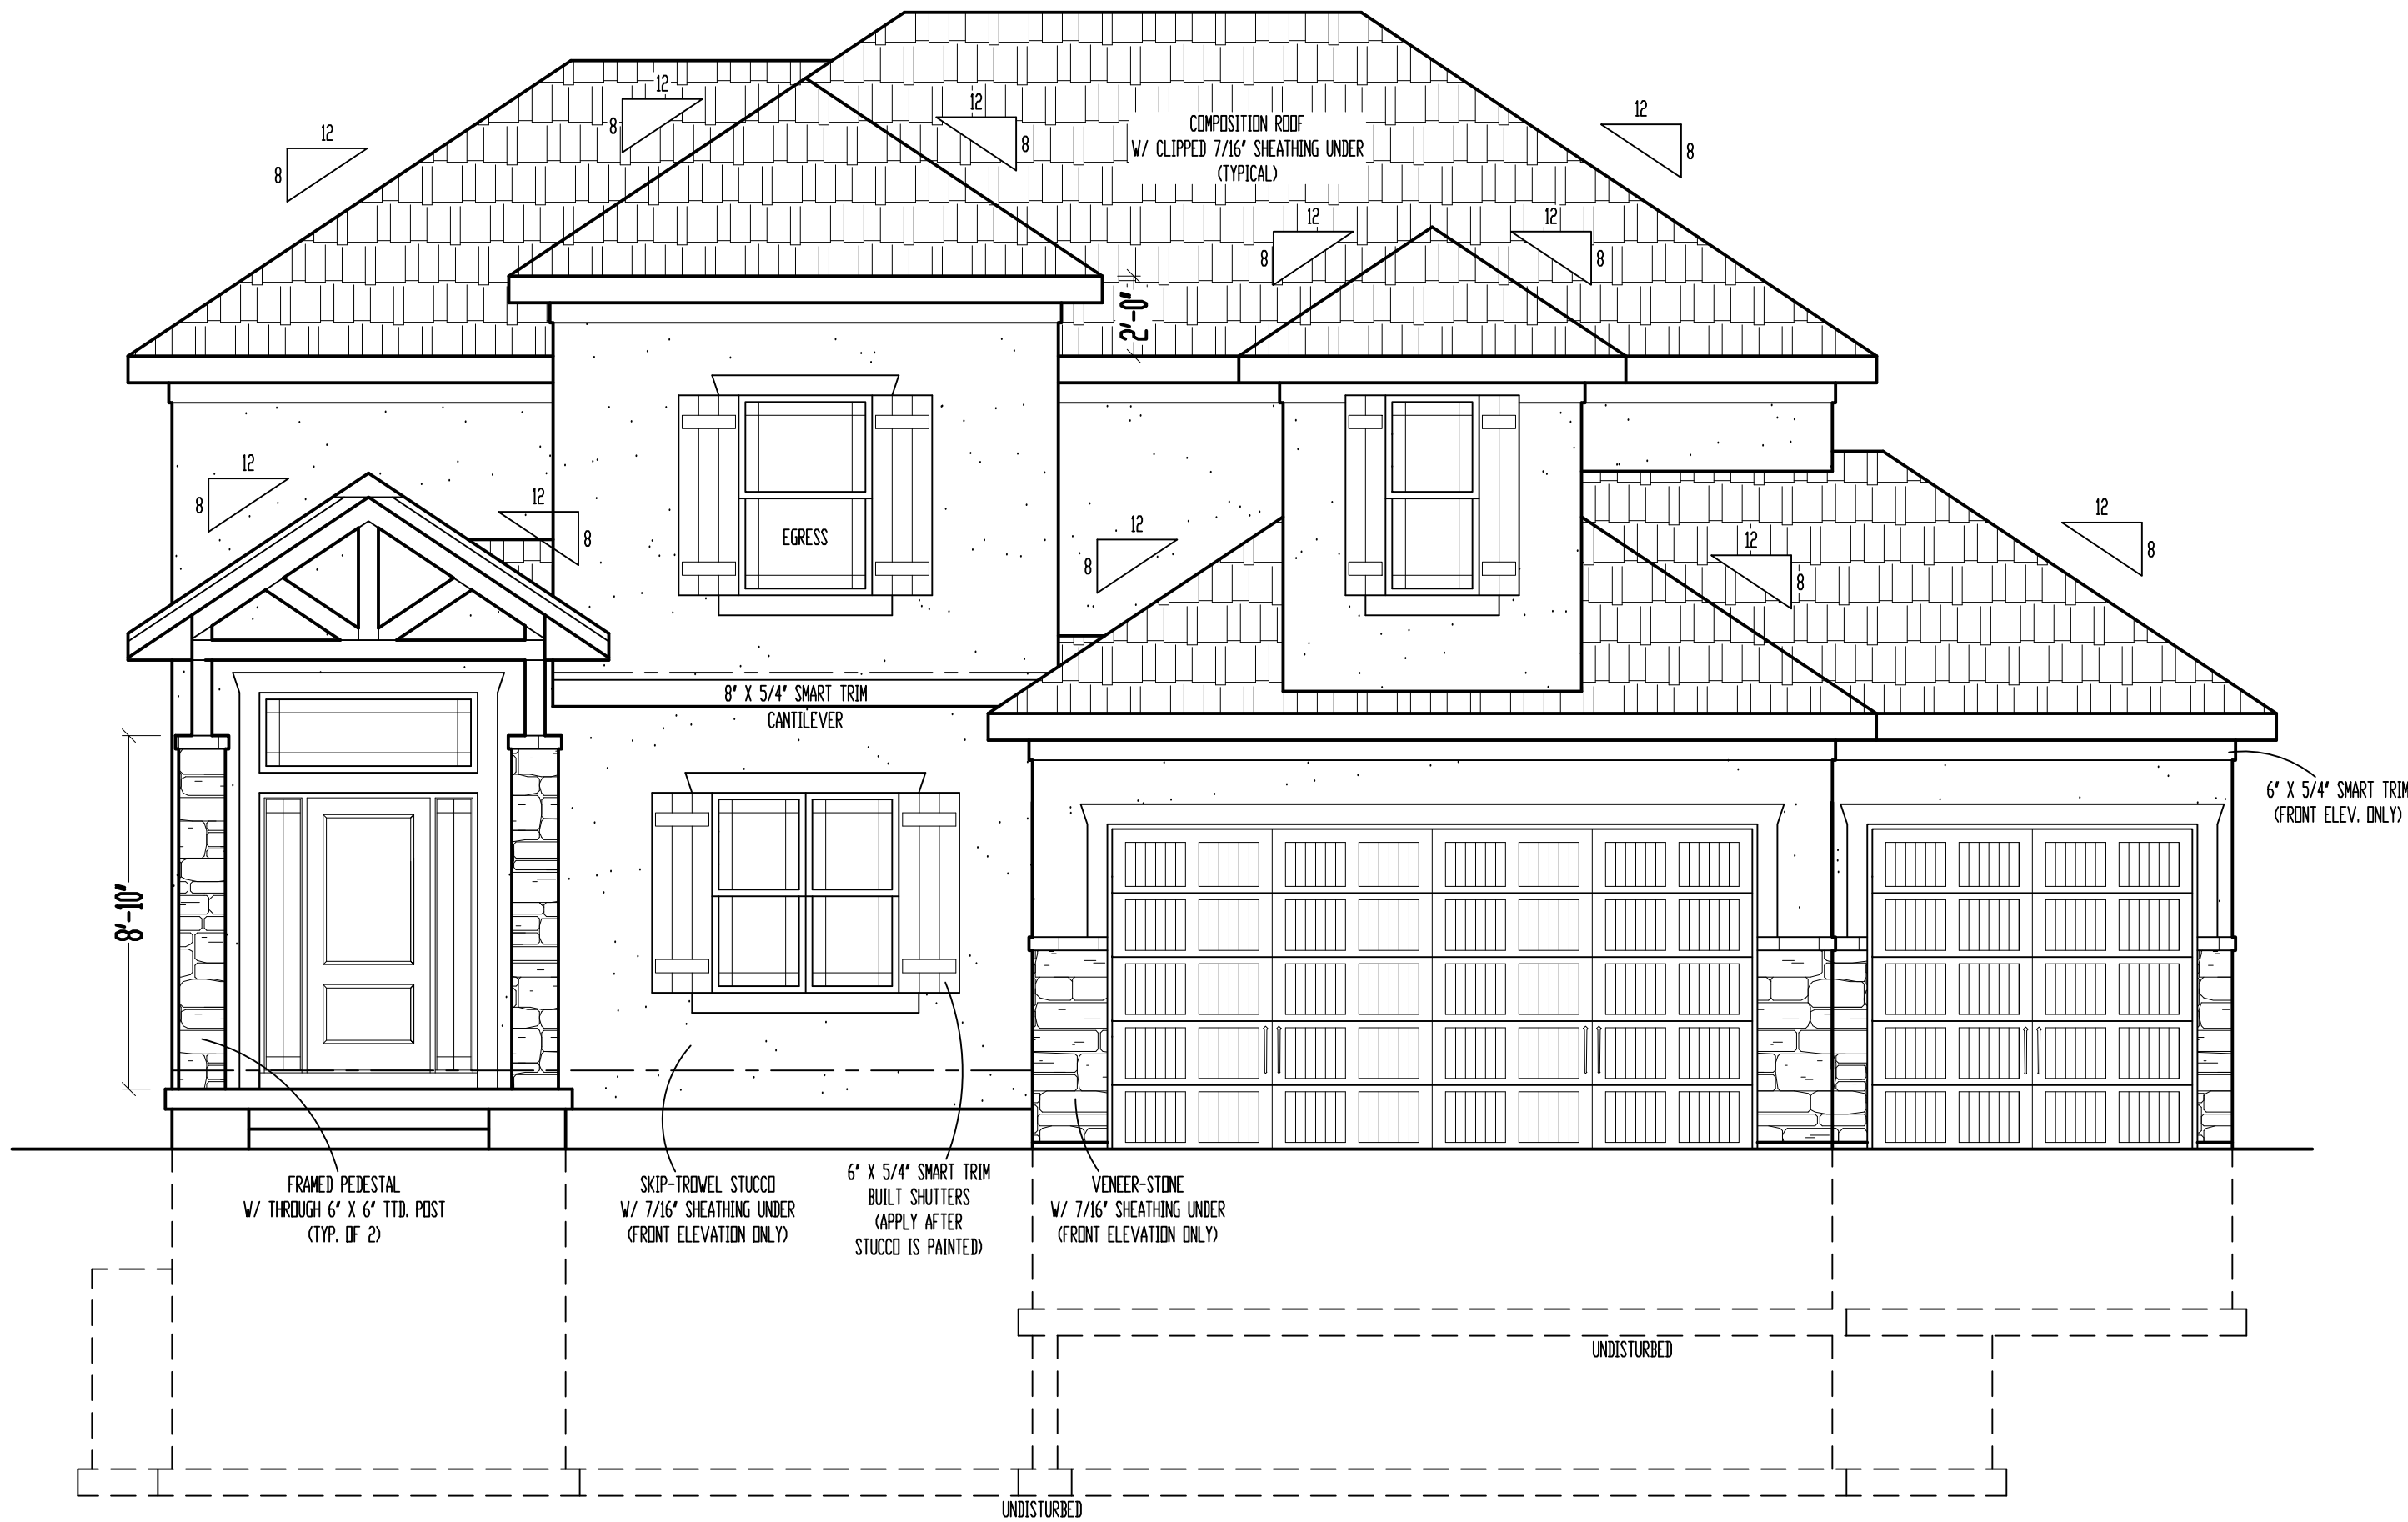 12
8
12
8
12
8
COMPOSITION ROOF
W/ CLIPPED 7/16" SHEATHING UNDER
(TYPICAL)
12
8
12
8
12
8
2'-0"
12
8
12
8
EGRESS
12
8
12
8
12
8
8" X 5/4" SMART TRIM
CANTILEVER
6" X 5/4" SMART TRIM
(FRONT ELEV. ONLY)
8'-10"
FRAMED PEDESTAL
W/ THROUGH 6" X 6" TTD. POST
(TYP. OF 2)
SKIP-TROWEL STUCCO
W/ 7/16" SHEATHING UNDER
(FRONT ELEVATION ONLY)
6" X 5/4" SMART TRIM
BUILT SHUTTERS
(APPLY AFTER
STUCCO IS PAINTED)
VENEER-STONE
W/ 7/16" SHEATHING UNDER
(FRONT ELEVATION ONLY)
UNDISTURBED
UNDISTURBED